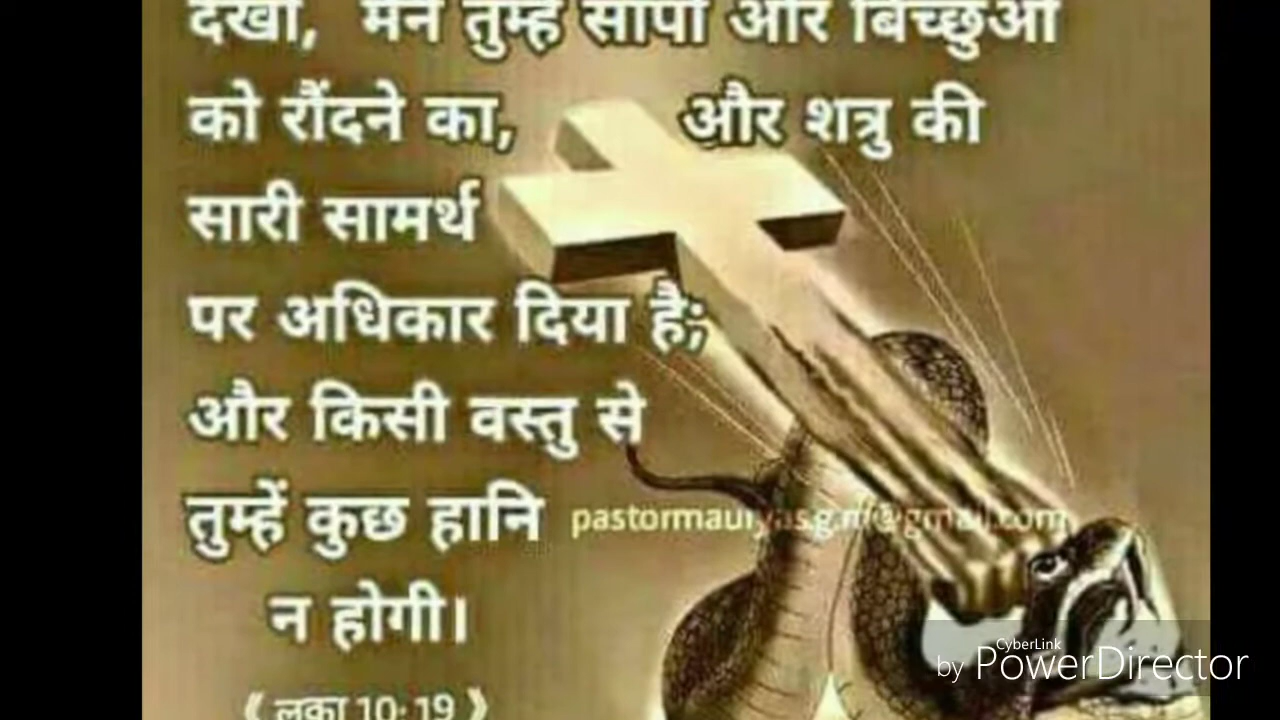 देखो, मैंने तुम्हें साँपों और बिच्छुओं
को रौंदने का, और शत्रु की
सारी सामर्थ
पर अधिकार दिया है;
और किसी वस्तु से
तुम्हें कुछ हानि
न होगी।
《 लूका 10:19 》
CyberLink
by PowerDirector